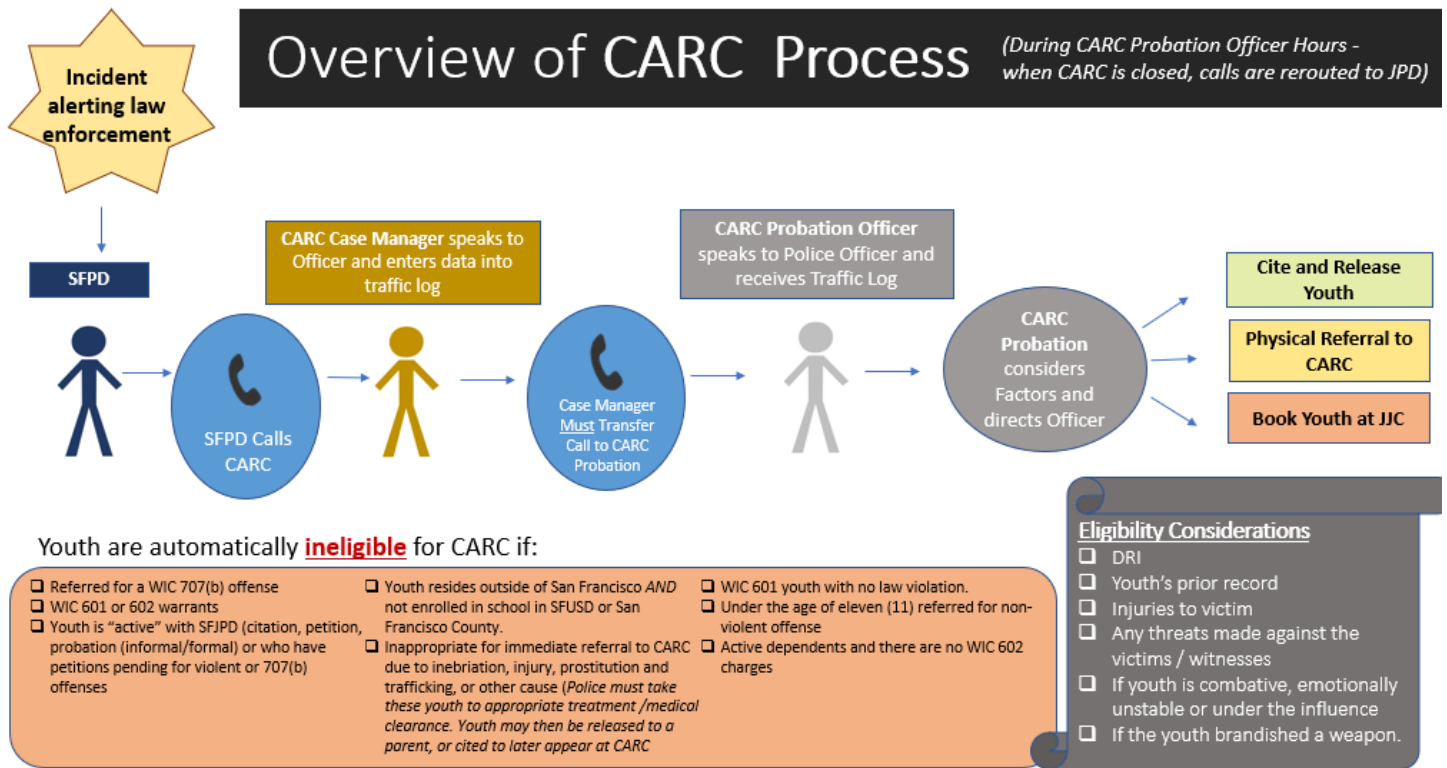 Incident
alerting law
enforcement
Overview of CARC Process
(During CARC Probation Officer Hours -
when CARC is closed, calls are rerouted to JPD)
SFPD
CARC Case Manager speaks to
Officer and enters data into
traffic log
CARC Probation Officer
speaks to Police Officer and
receives Traffic Log
SFPD Calls
CARC
Case Manager
Must Transfer
Call to CARC
Probation
CARC
Probation
considers
Factors and
directs Officer
Cite and Release
Youth
Physical Referral to
CARC
Book Youth at JJC
Youth are automatically ineligible for CARC if:
Referred for a WIC 707(b) offense
WIC 601 or 602 warrants
Youth is "active" with SFJPD (citation, petition,
probation (informal/formal) or who have
petitions pending for violent or 707(b)
offenses
Youth resides outside of San Francisco AND
not enrolled in school in SFUSD or San
Francisco County.
Inappropriate for immediate referral to CARC
due to inebriation, injury, prostitution and
trafficking, or other cause (Police must take
these youth to appropriate treatment /medical
clearance. Youth may then be released to a
parent, or cited to later appear at CARC
WIC 601 youth with no law violation.
Under the age of eleven (11) referred for non-
violent offense
Active dependents and there are no WIC 602
charges
Eligibility Considerations
DRI
Youth's prior record
Injuries to victim
Any threats made against the
victims / witnesses
If youth is combative, emotionally
unstable or under the influence
If the youth brandished a weapon.